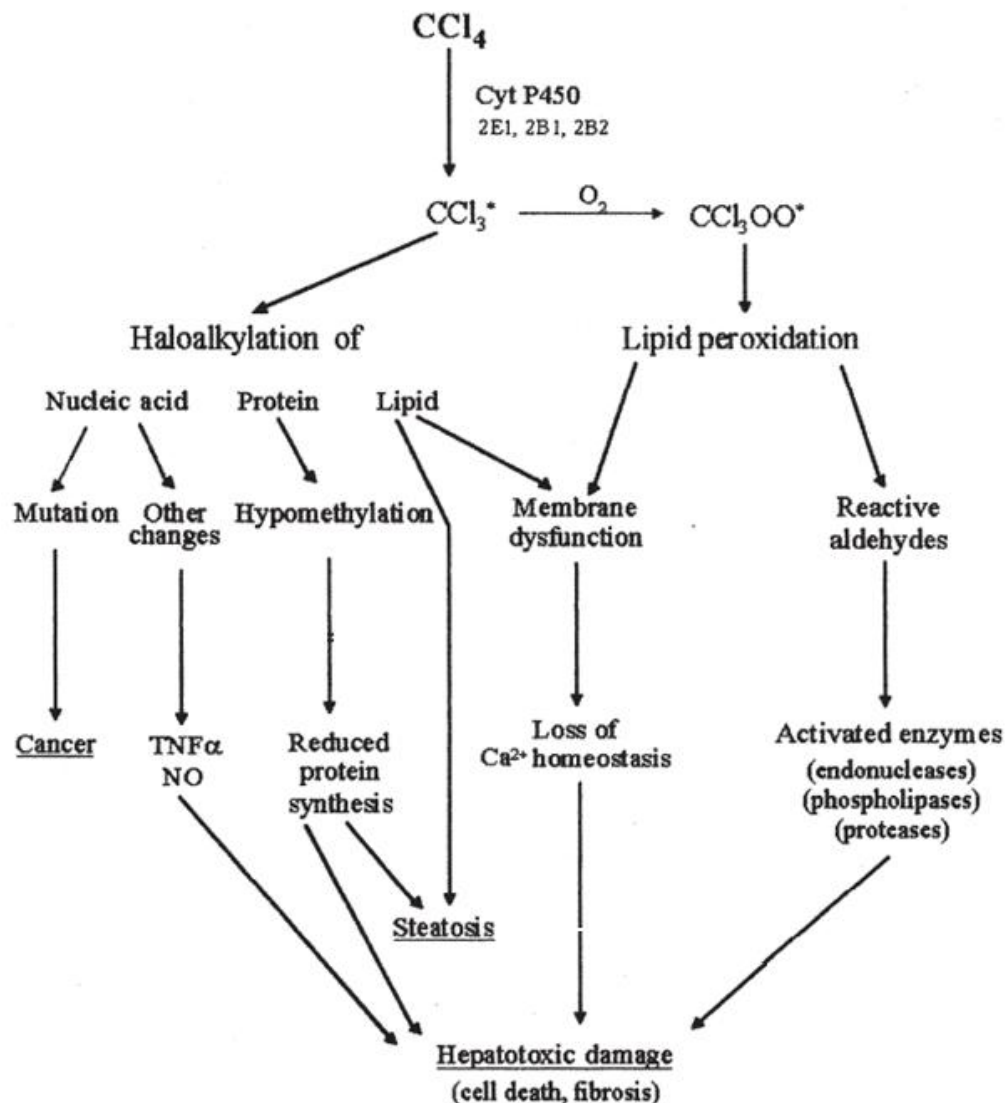 CCl₄
Cyt P450
2E1, 2B1, 2B2
CCl₃* O₂ CCl₃OO*
Haloalkylation of Lipid peroxidation
Nucleic acid Protein Lipid
Mutation Other Hypomethylation Membrane Reactive
changes dysfunction aldehydes
Cancer TNFα Reduced Loss of Activated enzymes
NO protein Ca²⁺ homeostasis (endonucleases)
synthesis (phospholipases)
(proteases)
Steatosis
Hepatotoxic damage
(cell death, fibrosis)